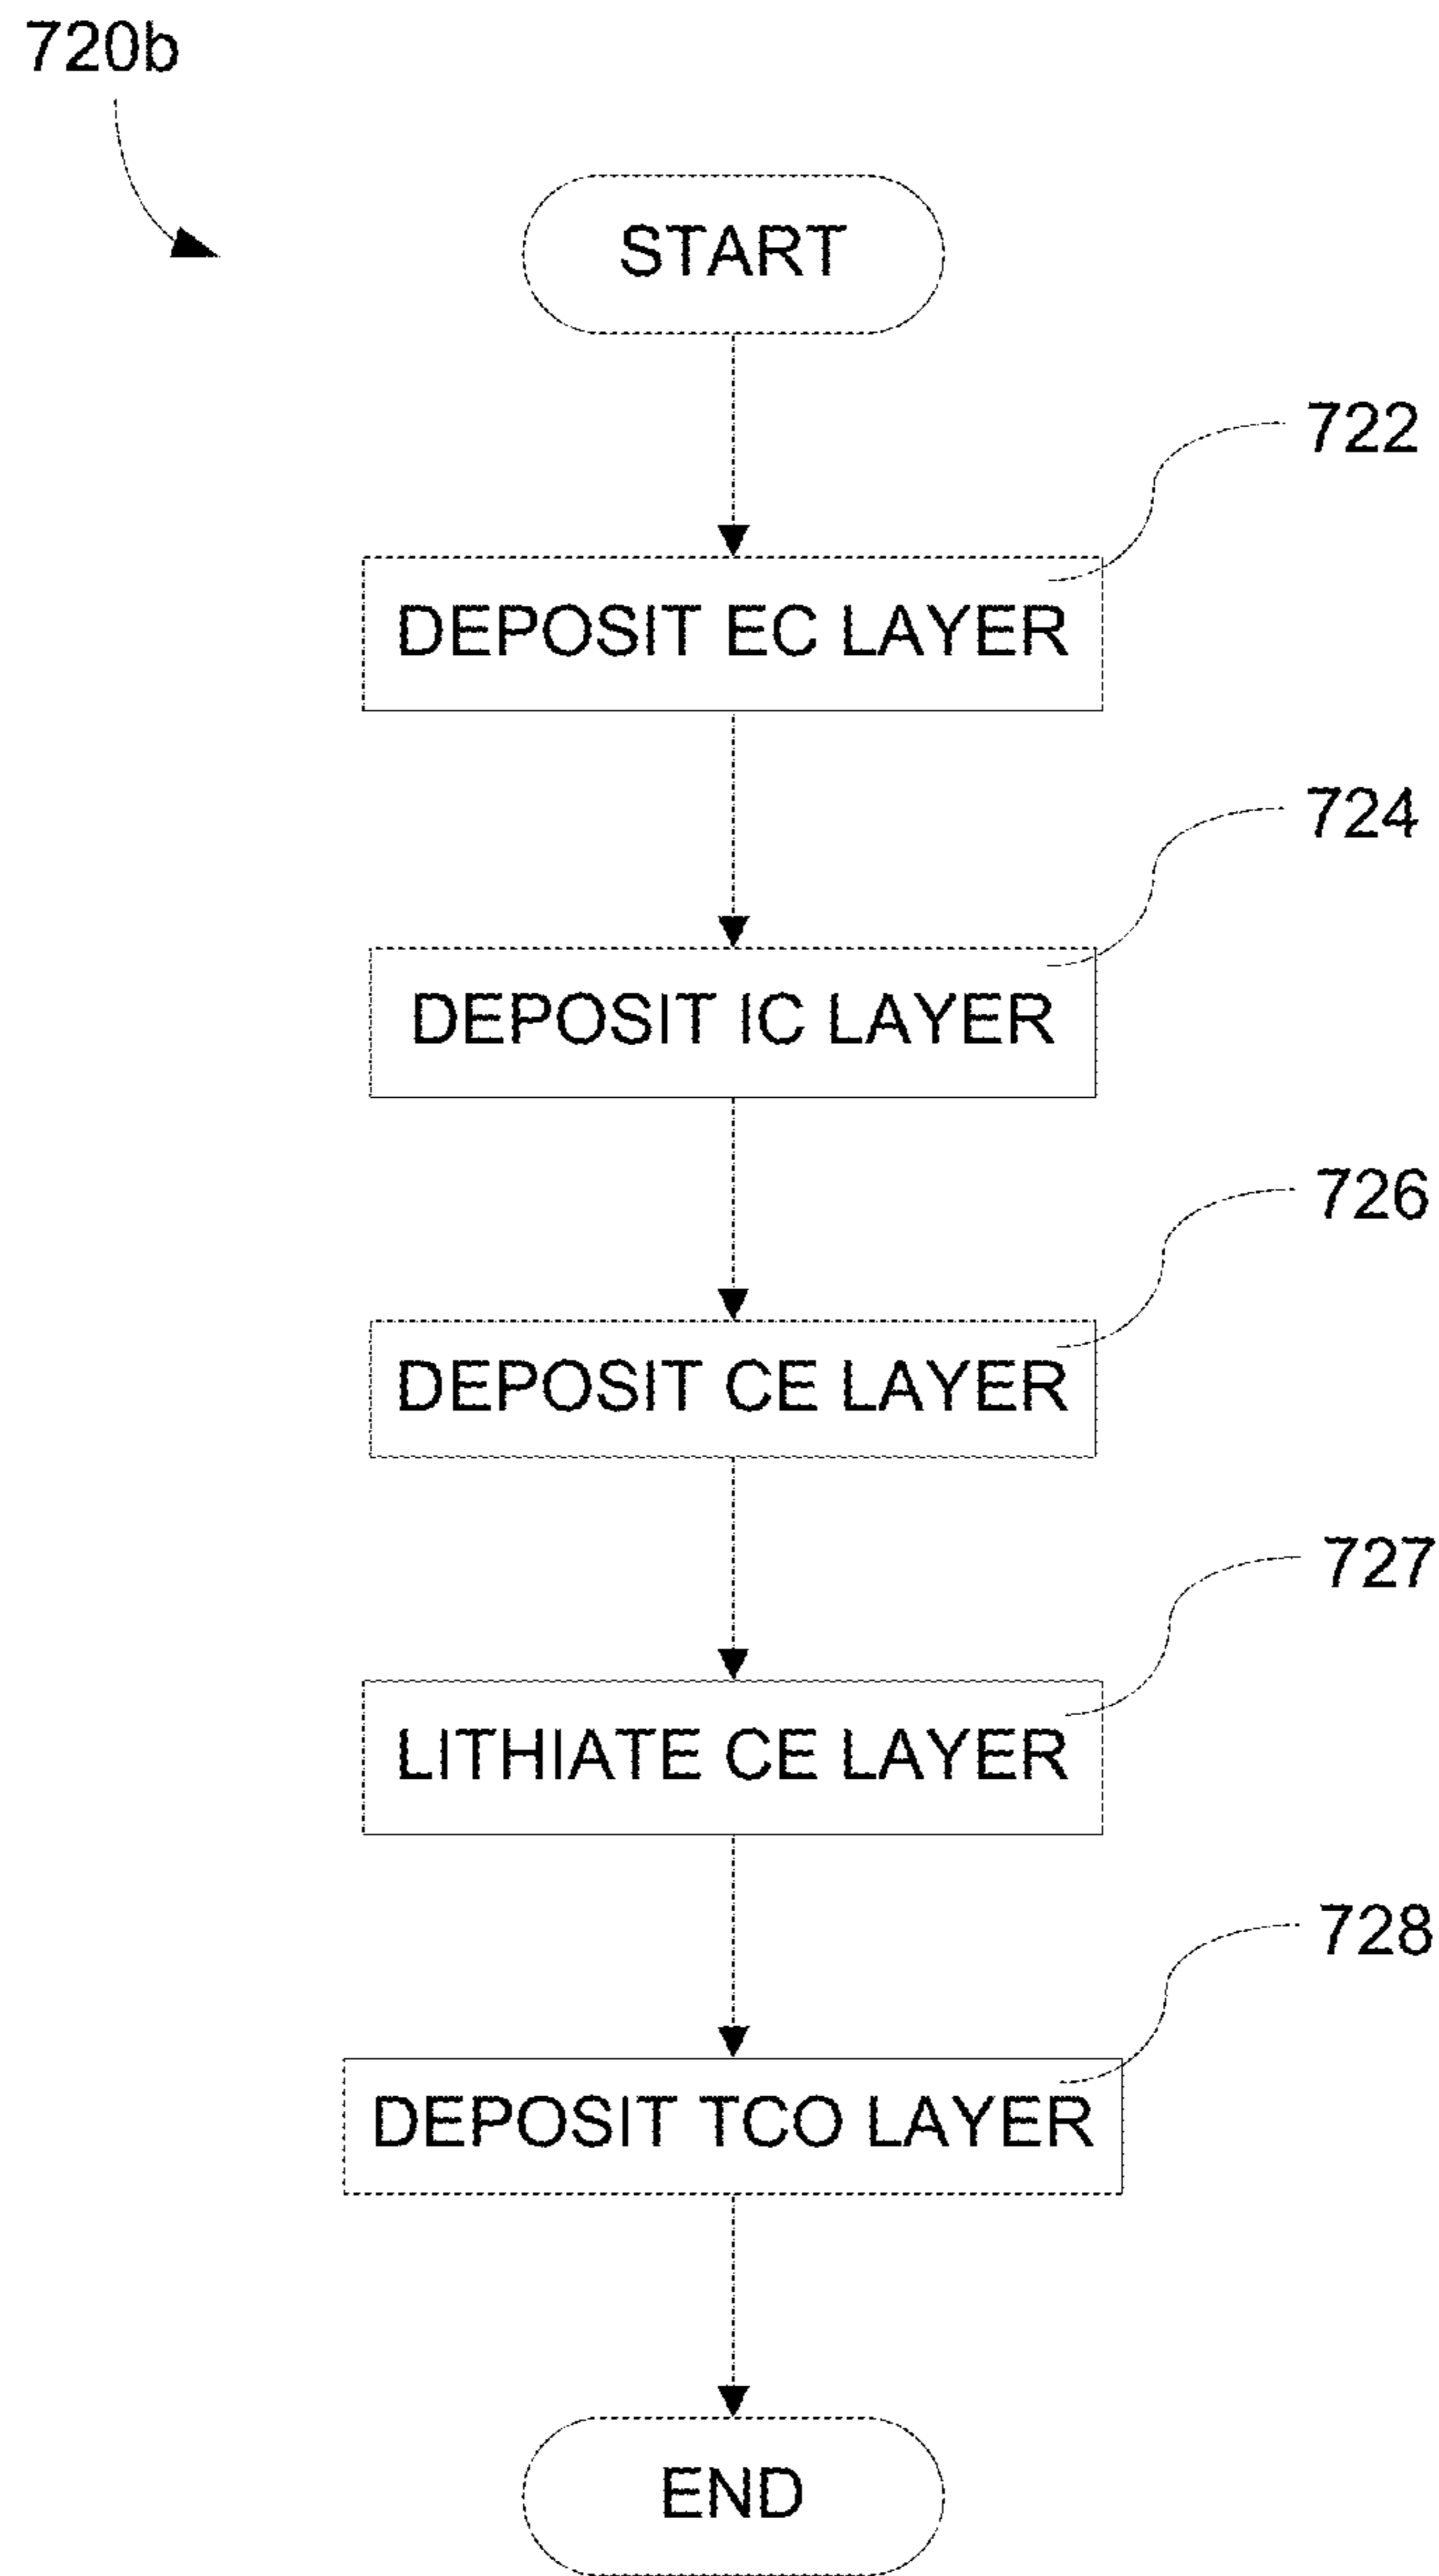 720b
START
722
DEPOSIT EC LAYER
724
DEPOSIT IC LAYER
726
DEPOSIT CE LAYER
727
LITHIATE CE LAYER
728
DEPOSIT TCO LAYER
END